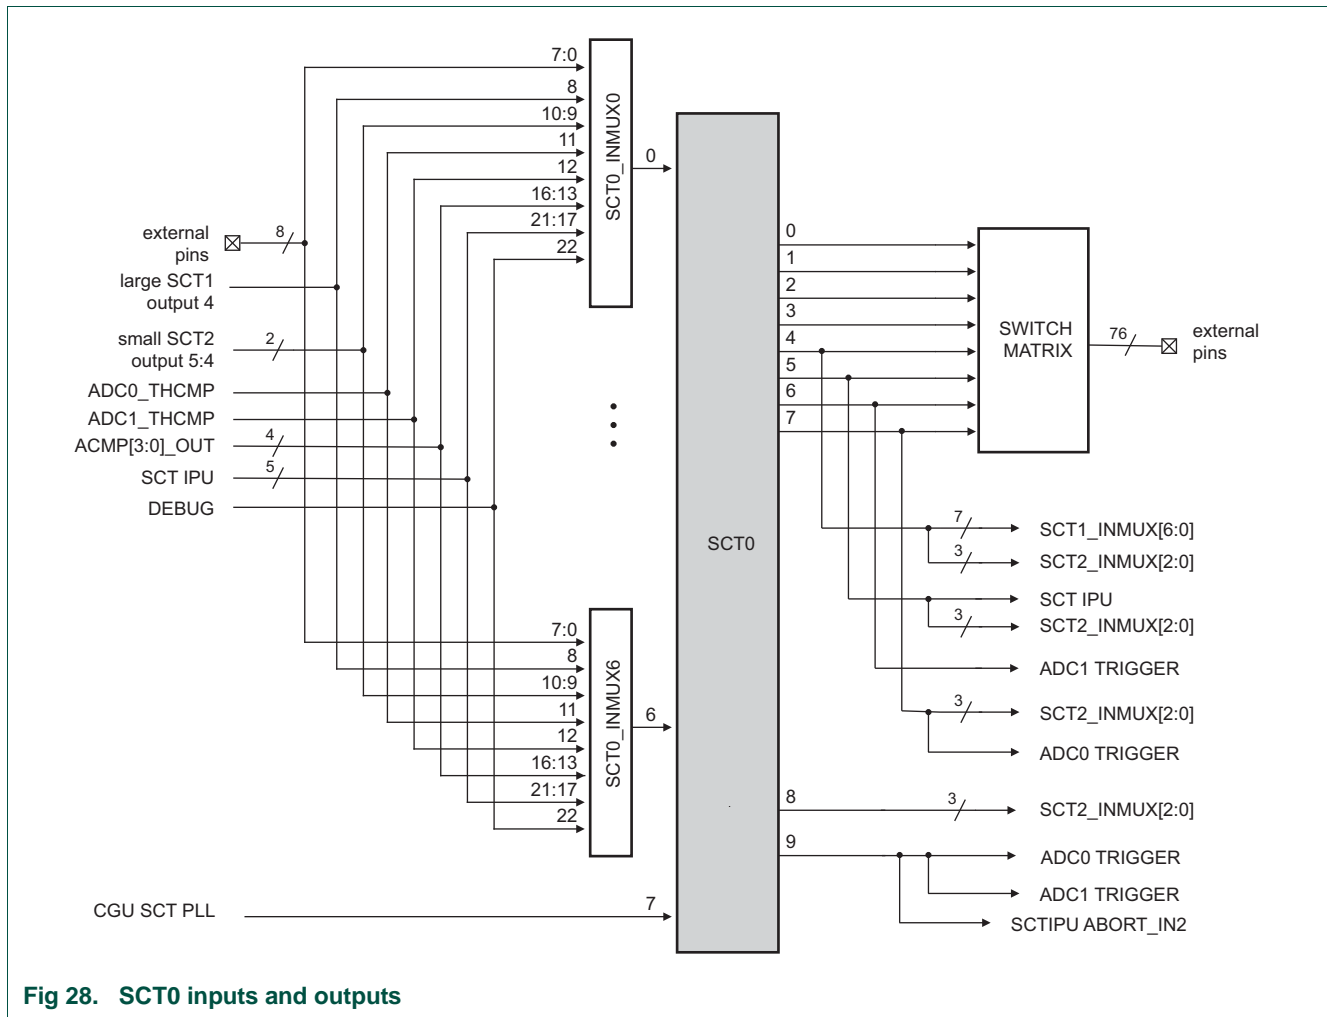 7:0
8
10:9
11
12
16:13
21:17
22
SCT0_INMUX0
0
external
pins
8
large SCT1
output 4
small SCT2
output 5:4
2
ADC0_THCMP
ADC1_THCMP
ACMP[3:0]_OUT
4
SCT IPU
5
DEBUG
7:0
8
10:9
11
12
16:13
21:17
22
SCT0_INMUX6
6
CGU SCT PLL
7
SCT0
0
1
2
3
4
5
6
7
SWITCH
MATRIX
76
external
pins
7
SCT1_INMUX[6:0]
3
SCT2_INMUX[2:0]
SCT IPU
3
SCT2_INMUX[2:0]
ADC1 TRIGGER
3
SCT2_INMUX[2:0]
ADC0 TRIGGER
8
3
SCT2_INMUX[2:0]
9
ADC0 TRIGGER
ADC1 TRIGGER
SCTIPU ABORT_IN2
Fig 28. SCT0 inputs and outputs